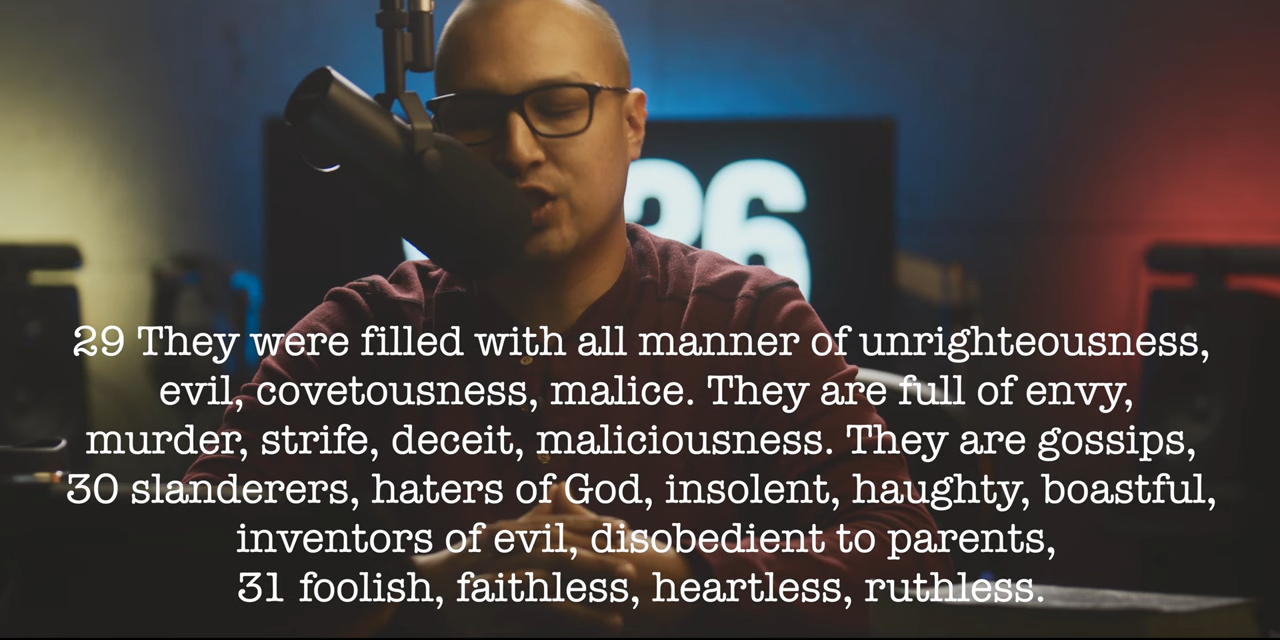 26
29 They were filled with all manner of unrighteousness,
evil, covetousness, malice. They are full of envy,
murder, strife, deceit, maliciousness. They are gossips,
30 slanderers, haters of God, insolent, haughty, boastful,
inventors of evil, disobedient to parents,
31 foolish, faithless, heartless, ruthless.